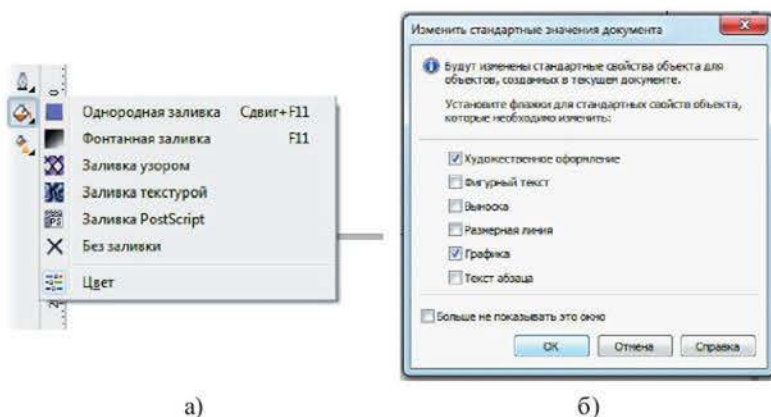 Однородная заливка Сдвиг+F11
Фонтанная заливка F11
Заливка узором
Заливка текстурой
Заливка PostScript
Без заливки
Цвет
а)
Изменить стандартные значения документа
Будут изменены стандартные свойства объекта для
объектов, созданных в текущем документе.
Установите флажки для стандартных свойств объекта,
которые необходимо изменить:
Художественное оформление
Фигурный текст
Выноска
Размерная линия
Графика
Текст абзаца
Больше не показывать это окно
ОК Отмена Справка
б)